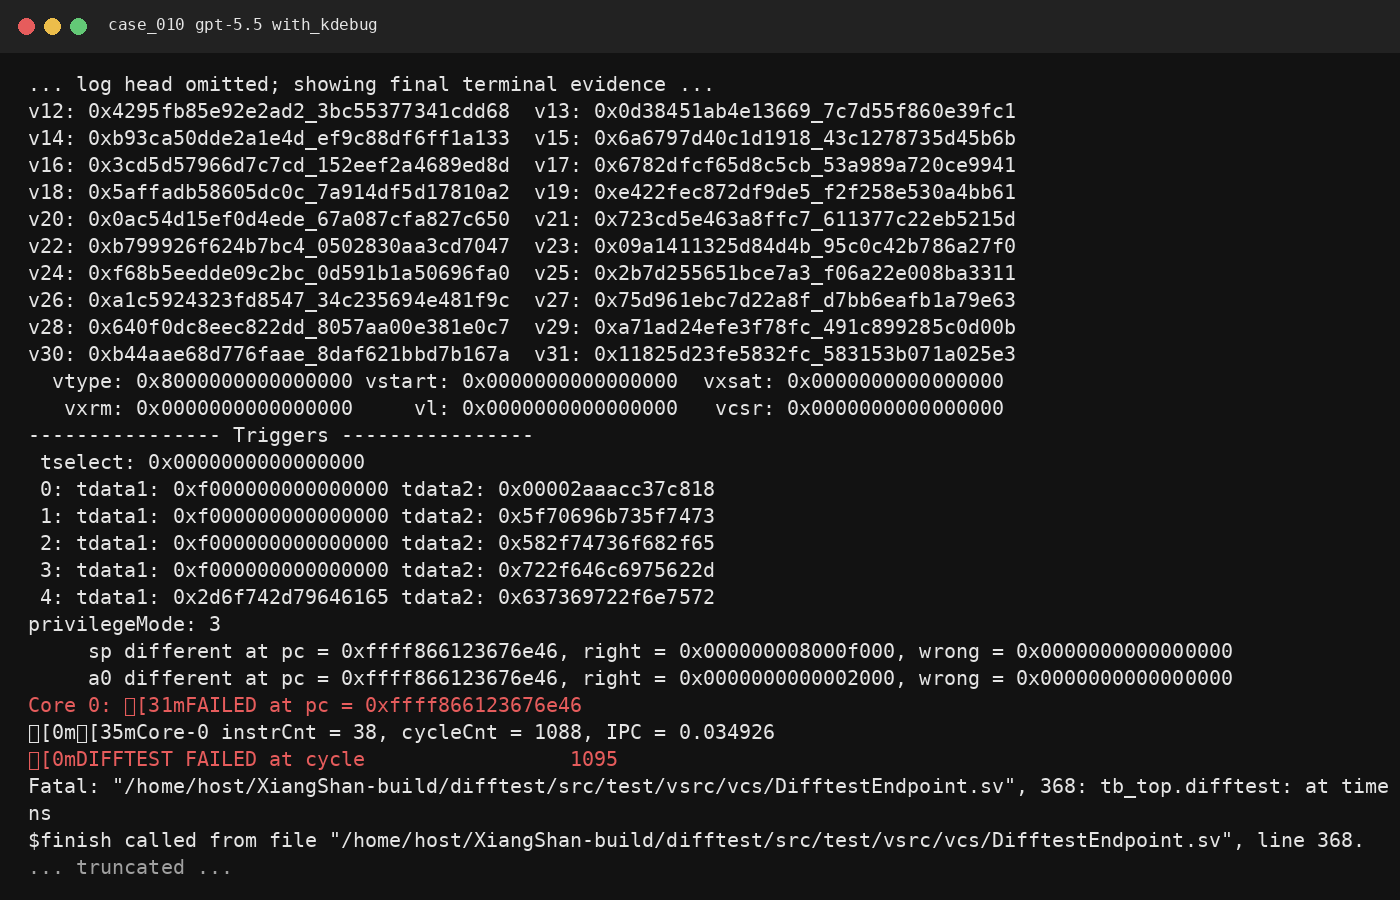 case_010 gpt-5.5 with_kdebug
... log head omitted; showing final terminal evidence ...
v12: 0x4295fb85e92e2ad2_3bc55377341cdd68  v13: 0x0d38451ab4e13669_7c7d55f860e39fc1
v14: 0xb93ca50dde2a1e4d_ef9c88df6ff1a133  v15: 0x6a6797d40c1d1918_43c1278735d45b6b
v16: 0x3cd5d57966d7c7cd_152eef2a4689ed8d  v17: 0x6782dfcf65d8c5cb_53a989a720ce9941
v18: 0x5affadb58605dc0c_7a914df5d17810a2  v19: 0xe422fec872df9de5_f2f258e530a4bb61
v20: 0x0ac54d15ef0d4ede_67a087cfa827c650  v21: 0x723cd5e463a8ffc7_611377c22eb5215d
v22: 0xb799926f624b7bc4_0502830aa3cd7047  v23: 0x09a1411325d84d4b_95c0c42b786a27f0
v24: 0xf68b5eedde09c2bc_0d591b1a50696fa0  v25: 0x2b7d255651bce7a3_f06a22e008ba3311
v26: 0xa1c5924323fd8547_34c235694e481f9c  v27: 0x75d961ebc7d22a8f_d7bb6eafb1a79e63
v28: 0x640f0dc8eec822dd_8057aa00e381e0c7  v29: 0xa71ad24efe3f78fc_491c899285c0d00b
v30: 0xb44aae68d776faae_8daf621bbd7b167a  v31: 0x11825d23fe5832fc_583153b071a025e3
  vtype: 0x8000000000000000 vstart: 0x0000000000000000  vxsat: 0x0000000000000000
   vxrm: 0x0000000000000000     vl: 0x0000000000000000   vcsr: 0x0000000000000000
---------------- Triggers ----------------
 tselect: 0x0000000000000000
 0: tdata1: 0xf000000000000000 tdata2: 0x00002aaacc37c818
 1: tdata1: 0xf000000000000000 tdata2: 0x5f70696b735f7473
 2: tdata1: 0xf000000000000000 tdata2: 0x582f74736f682f65
 3: tdata1: 0xf000000000000000 tdata2: 0x722f646c6975622d
 4: tdata1: 0x2d6f742d79646165 tdata2: 0x637369722f6e7572
privilegeMode: 3
     sp different at pc = 0xffff866123676e46, right = 0x000000008000f000, wrong = 0x0000000000000000
     a0 different at pc = 0xffff866123676e46, right = 0x0000000000002000, wrong = 0x0000000000000000
Core 0: ▯[31mFAILED at pc = 0xffff866123676e46
▯[0m▯[35mCore-0 instrCnt = 38, cycleCnt = 1088, IPC = 0.034926
▯[0mDIFFTEST FAILED at cycle                 1095
Fatal: "/home/host/XiangShan-build/difftest/src/test/vsrc/vcs/DifftestEndpoint.sv", 368: tb_top.difftest: at time
ns
$finish called from file "/home/host/XiangShan-build/difftest/src/test/vsrc/vcs/DifftestEndpoint.sv", line 368.
... truncated ...